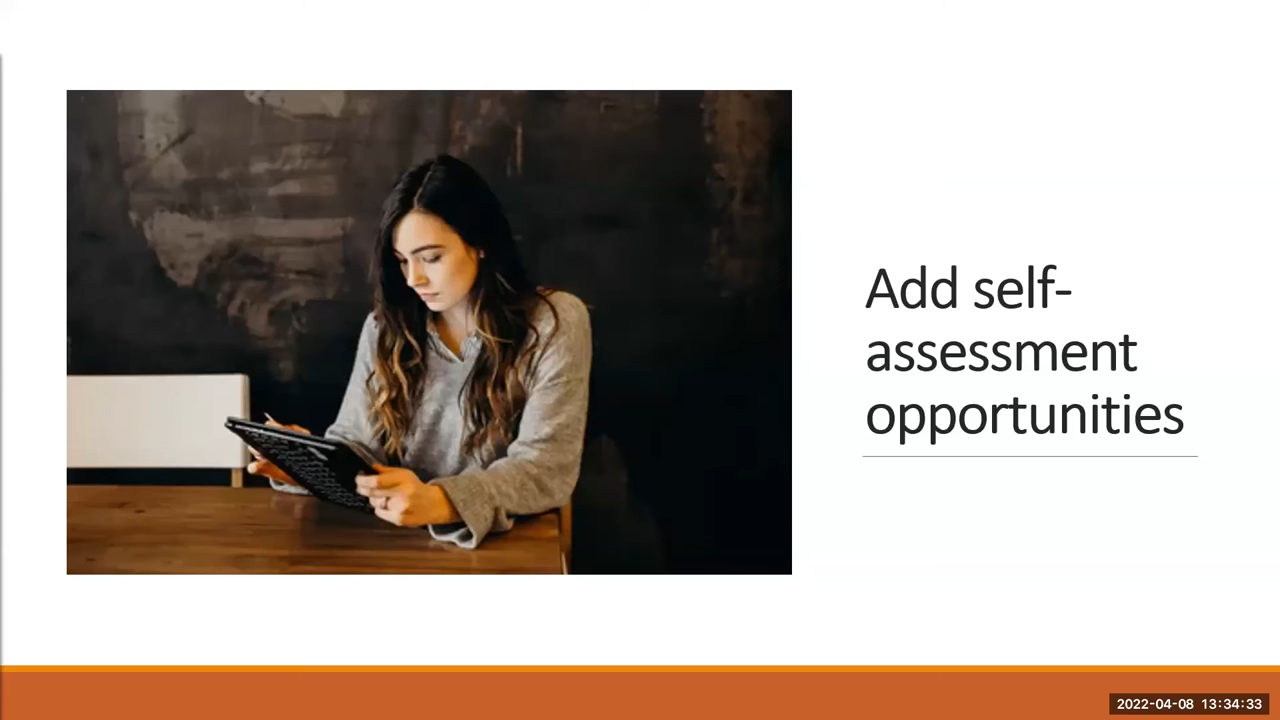 Add self-
assessment
opportunities
2022-04-08 13:34:33